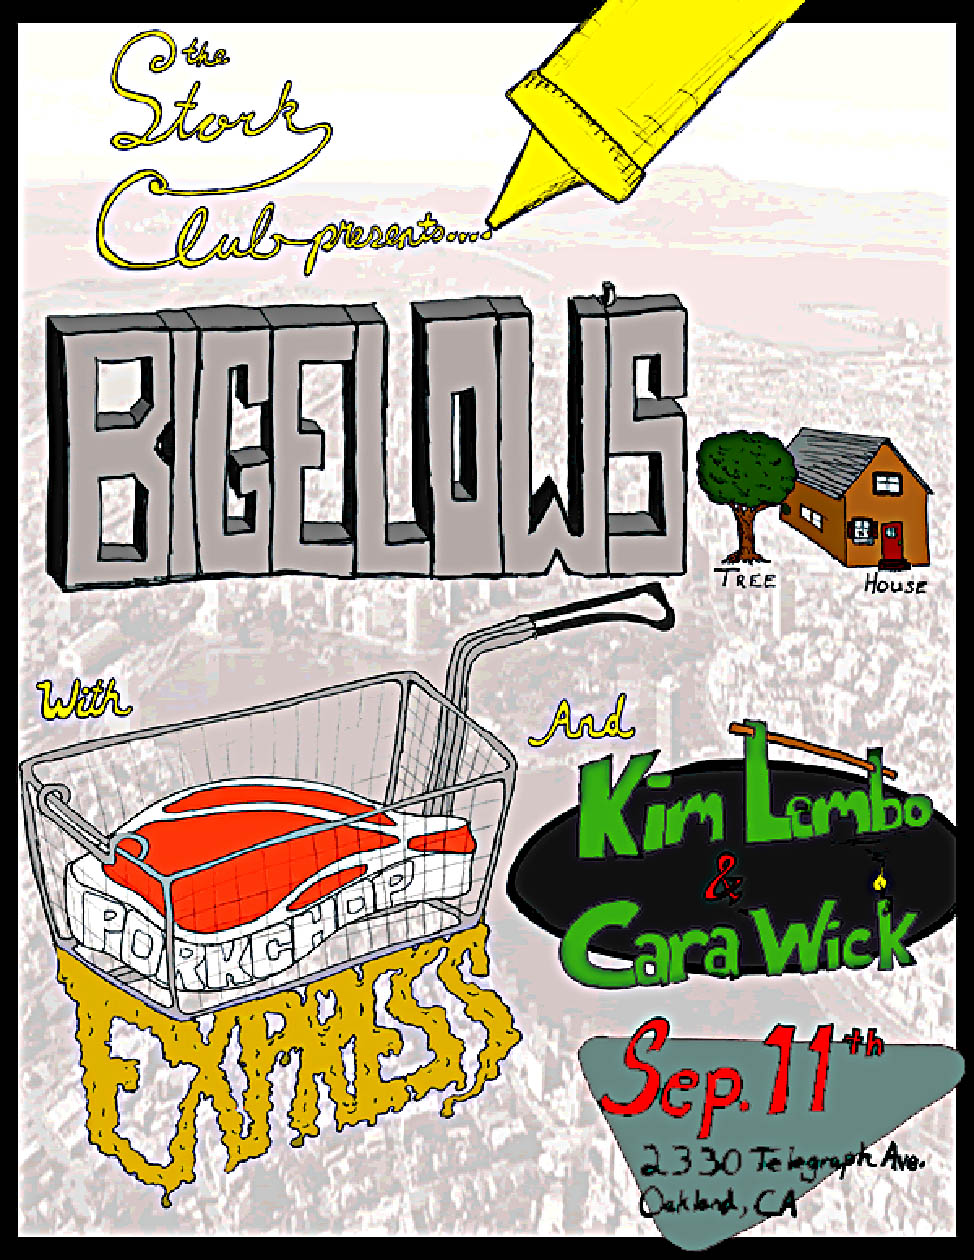 the
Stork
Club presents....
BIGELOW'S
TREE
HOUSE
With
PORKCHOP
EXPRESS
And
Kim Lembo
&
Cara Wick
Sep. 11th
2330 Telegraph Ave.
Oakland, CA